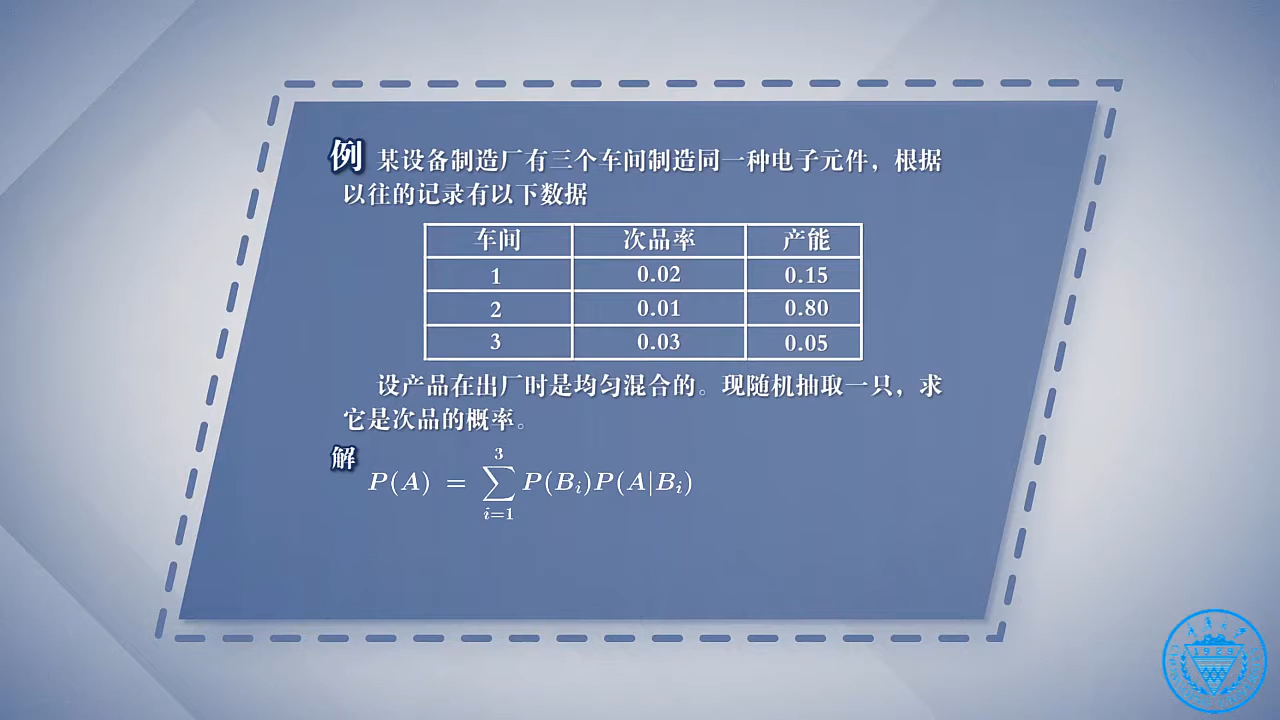 例 某设备制造厂有三个车间制造同一种电子元件，根据
以往的记录有以下数据
车间 次品率 产能
1 0.02 0.15
2 0.01 0.80
3 0.03 0.05
设产品在出厂时是均匀混合的。现随机抽取一只，求
它是次品的概率。
解
P(A) = \sum_{i=1}^{3} P(B_i)P(A|B_i)
1929